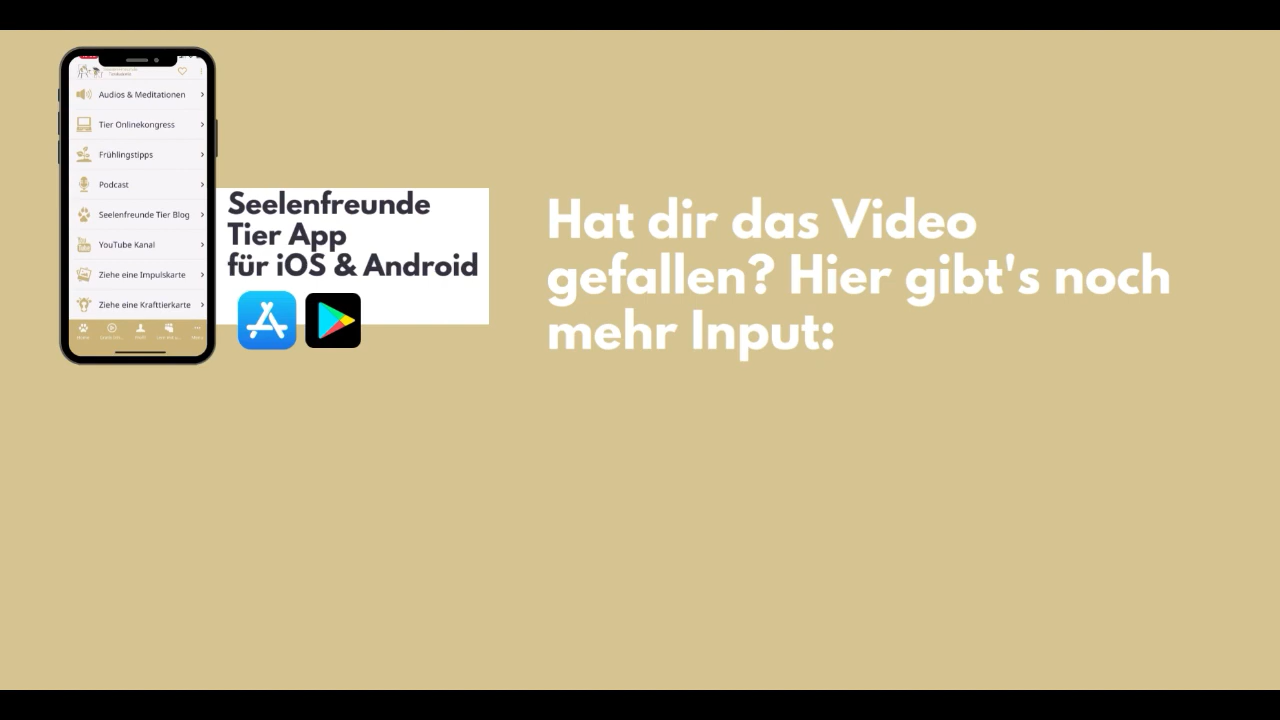 Audios & Meditationen
Tier Onlinekongress
Frühlingstipps
Podcast
Seelenfreunde Tier Blog
YouTube Kanal
Ziehe eine Impulskarte
Ziehe eine Krafttierkarte
Seelenfreunde
Tier App
für iOS & Android
Hat dir das Video
gefallen? Hier gibt's noch
mehr Input: